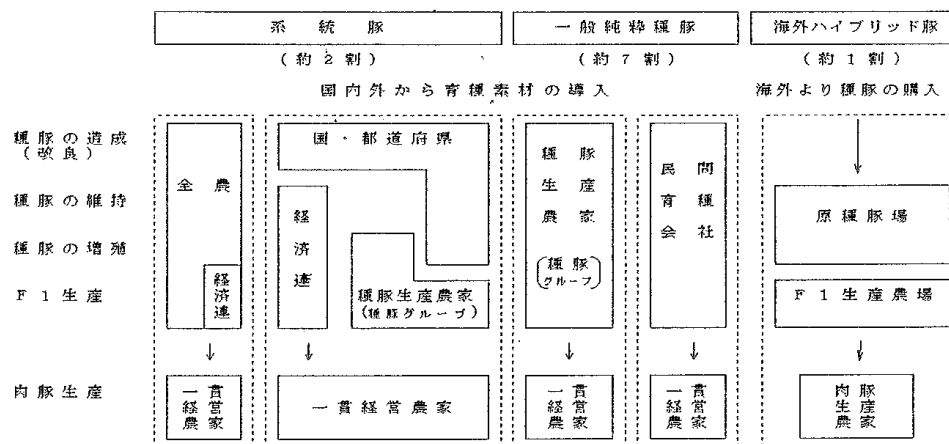 系統豚
一般純粋種豚
海外ハイブリッド豚
(約2割)
(約7割)
(約1割)
国内外から育種素材の導入
海外より種豚の購入
種豚の造成
(改良)
種豚の維持
種豚の増殖
F1生産
肉豚生産
全農
経済連
国・都道府県
経済連
種豚生産農家
(種豚グループ)
種豚生産農家
(種豚グループ)
民間育種会社
原種豚場
F1生産農場
一貫
経営
農家
一貫経営農家
一貫
経営
農家
一貫
経営
農家
肉豚
生産
農家